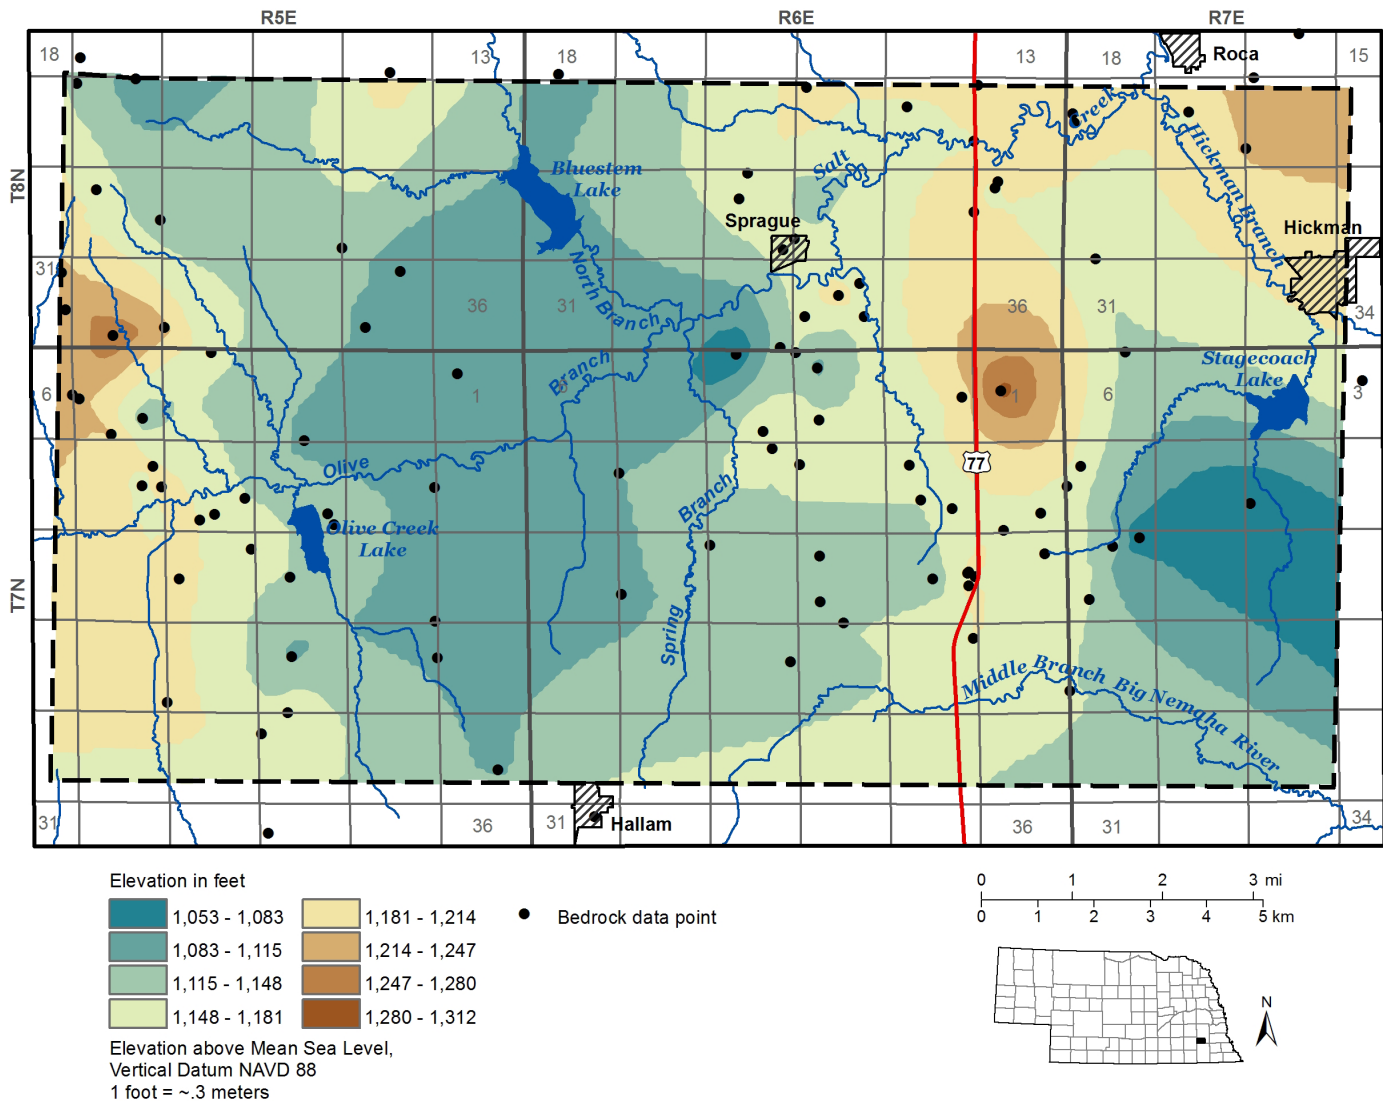 R5E
R6E
R7E
18
13
18
13
18
15
Roca
Creek
T8N
Bluestem
Lake
Salt
Hickman Branch
Sprague
Hickman
31
36
31
North Branch
36
31
34
Stagecoach
Lake
Branch
6
1
6
1
6
3
77
Olive
Branch
Olive Creek
Lake
T7N
Spring
Middle Branch Big Nemaha River
31
36
31
Hallam
36
31
34
Elevation in feet
1,053 - 1,083
1,181 - 1,214
Bedrock data point
1,083 - 1,115
1,214 - 1,247
1,115 - 1,148
1,247 - 1,280
1,148 - 1,181
1,280 - 1,312
Elevation above Mean Sea Level,
Vertical Datum NAVD 88
1 foot = ~.3 meters
0 1 2 3 mi
0 1 2 3 4 5 km
N